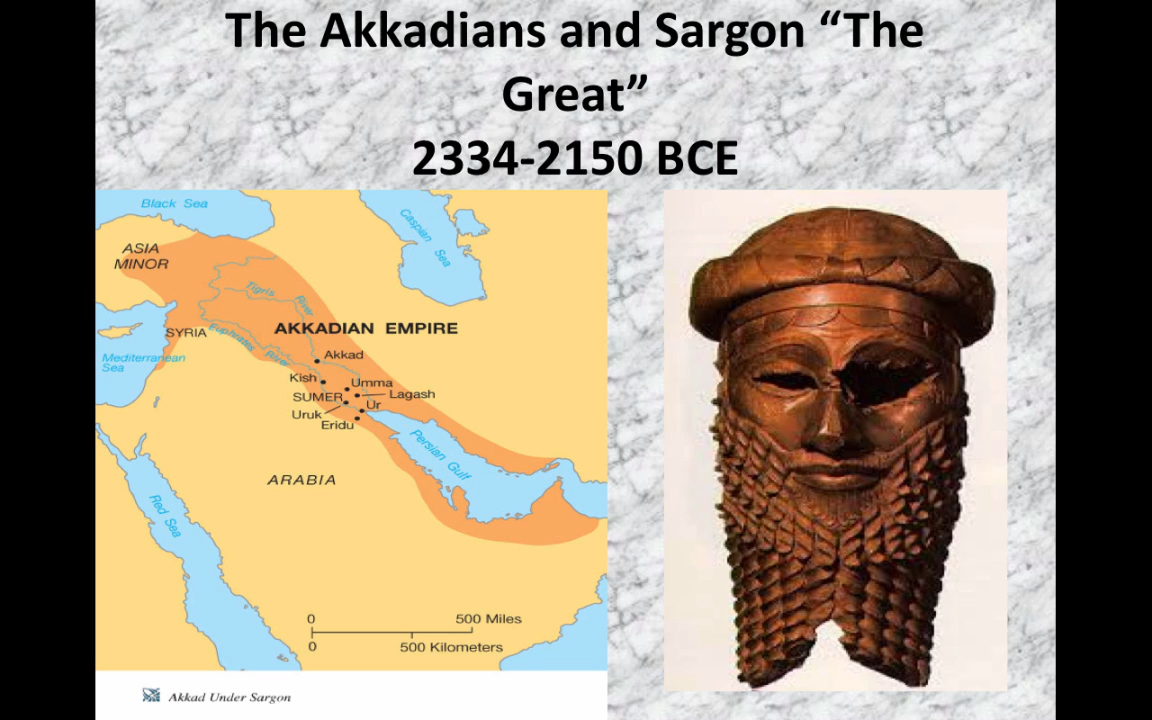 The Akkadians and Sargon “The
Great”
2334-2150 BCE
Black Sea
Caspian Sea
ASIA
MINOR
Tigris River
SYRIA
Euphrates River
AKKADIAN EMPIRE
Mediterranean
Sea
Akkad
Kish
Umma
SUMER
Lagash
Uruk
Ur
Eridu
Persian Gulf
ARABIA
Red Sea
0 500 Miles
0 500 Kilometers
Akkad Under Sargon